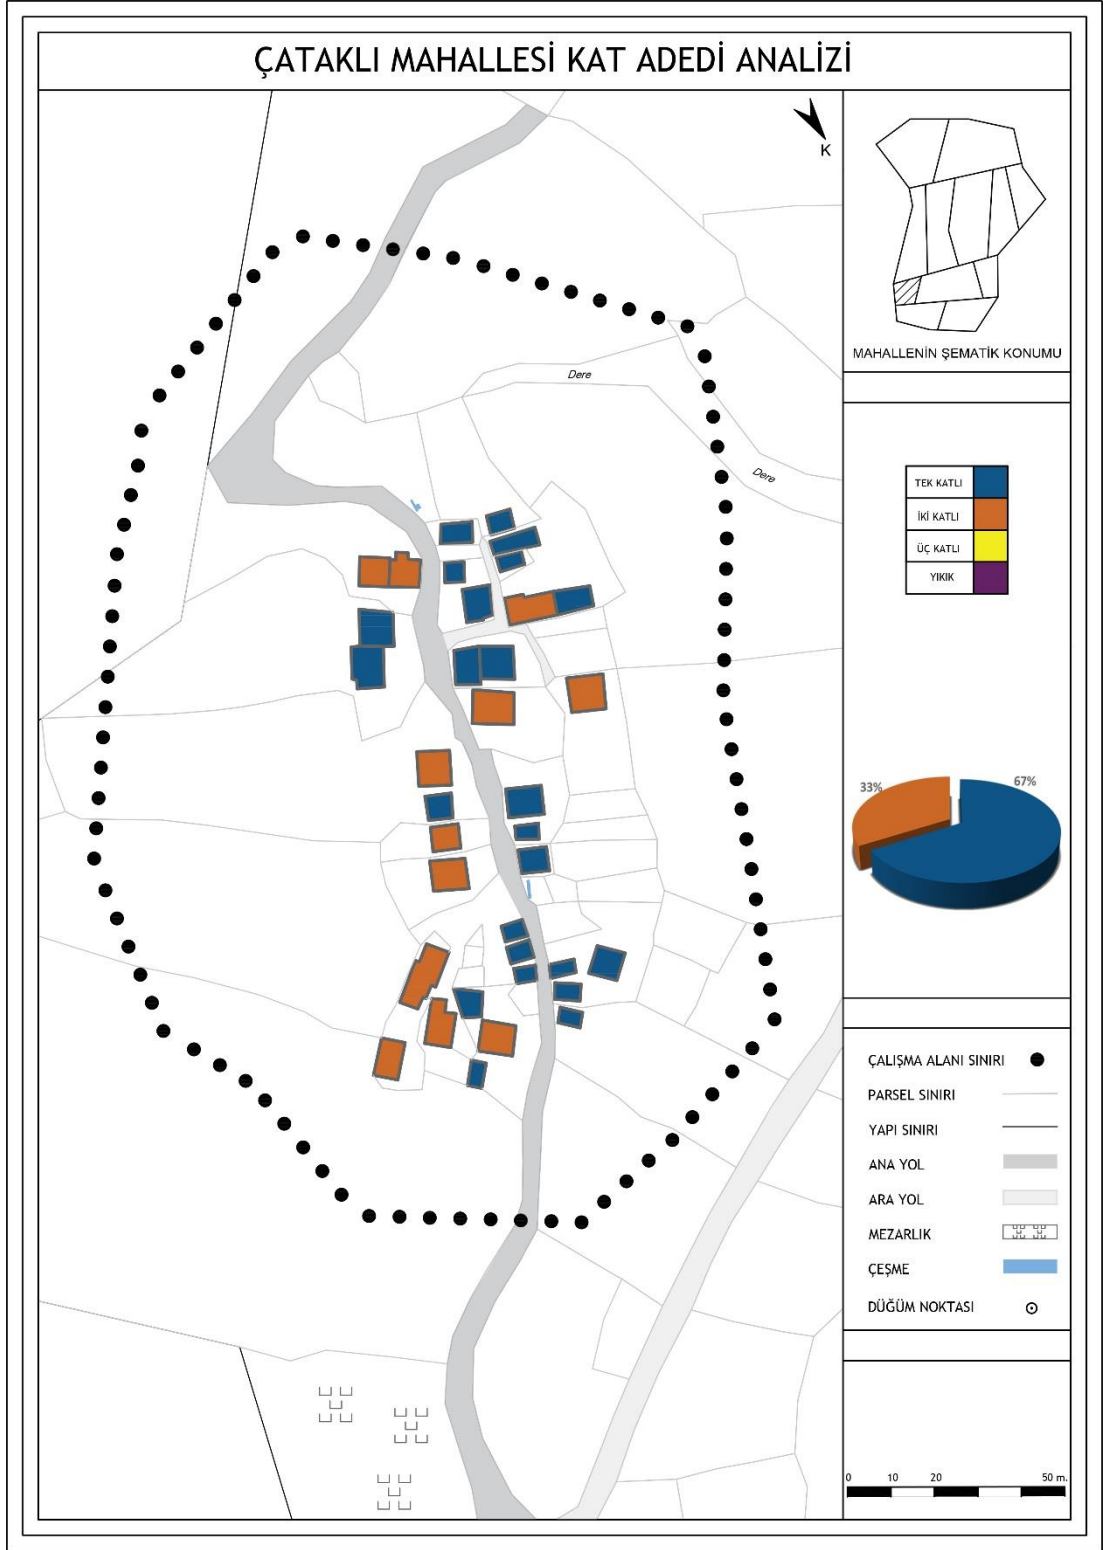 ÇATAKLI MAHALLESİ KAT ADEDİ ANALİZİ
K
MAHALLENİN ŞEMATİK KONUMU
Dere
Dere
TEK KATLI
İKİ KATLI
ÜÇ KATLI
YIKIK
33%
67%
ÇALIŞMA ALANI SINIRI
PARSEL SINIRI
YAPI SINIRI
ANA YOL
ARA YOL
MEZARLIK
ÇEŞME
DÜĞÜM NOKTASI
0 10 20 50 m.